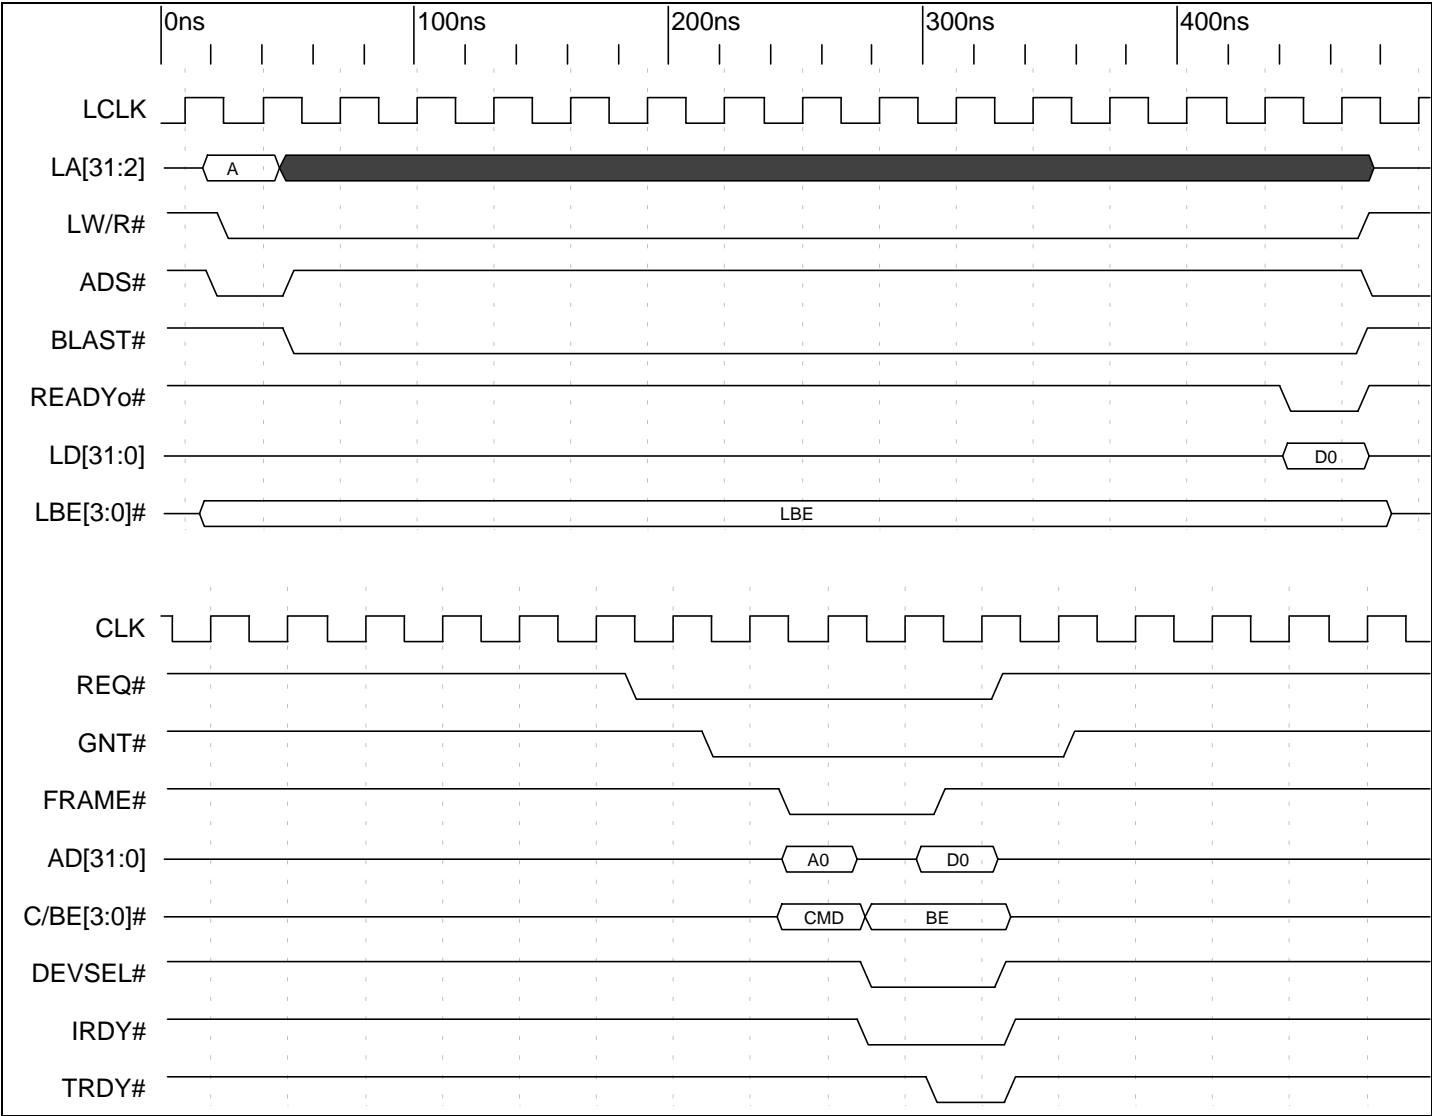 0ns 100ns 200ns 300ns 400ns
LCLK
LA[31:2] A
LW/R#
ADS#
BLAST#
READYo#
LD[31:0] D0
LBE[3:0]# LBE
CLK
REQ#
GNT#
FRAME#
AD[31:0] A0 D0
C/BE[3:0]# CMD BE
DEVSEL#
IRDY#
TRDY#